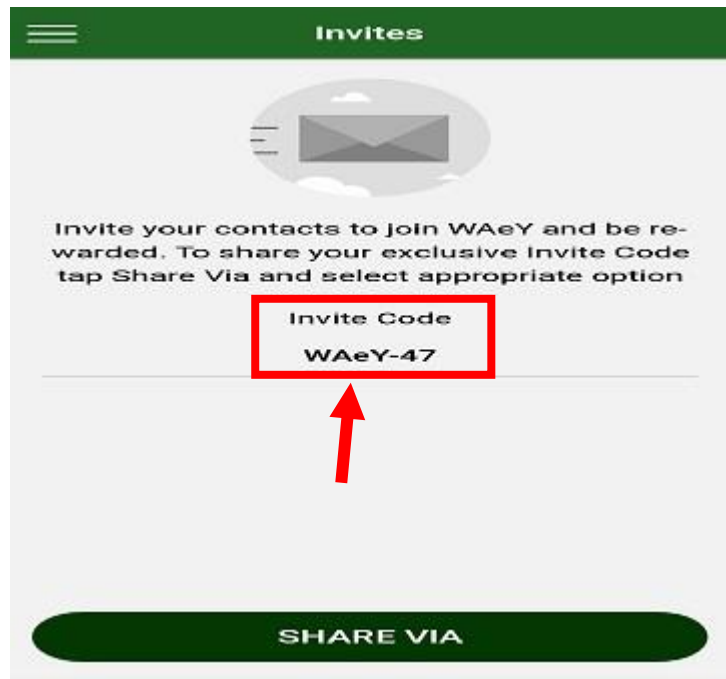 Invites
Invite your contacts to join WAeY and be re-
warded. To share your exclusive Invite Code
tap Share Via and select appropriate option
Invite Code
WAeY-47
SHARE VIA